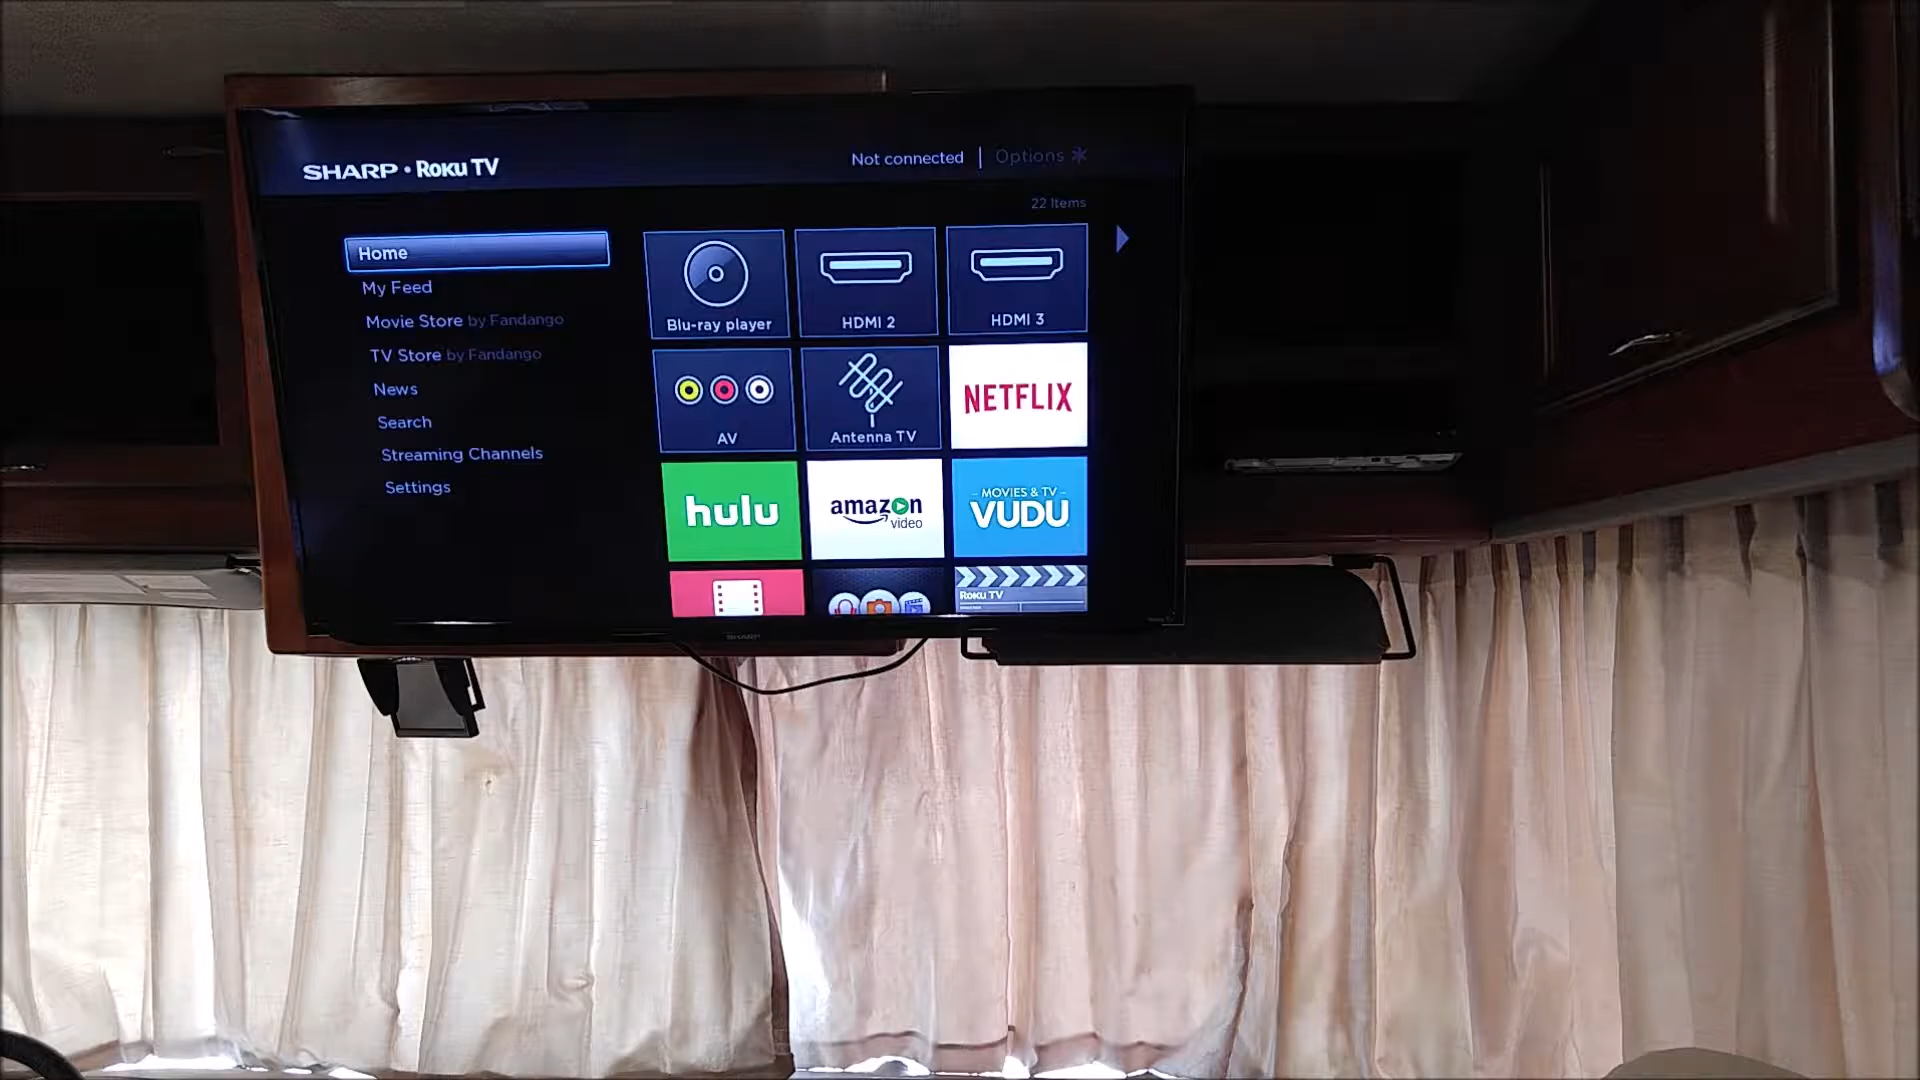 SHARP • ROKU TV
Not connected | Options
22 Items
Home
My Feed
Movie Store by Fandango
TV Store by Fandango
News
Search
Streaming Channels
Settings
Blu-ray player
HDMI 2
HDMI 3
AV
Antenna TV
NETFLIX
hulu
amazon
video
MOVIES & TV
VUDU
ROKU TV
SHARP